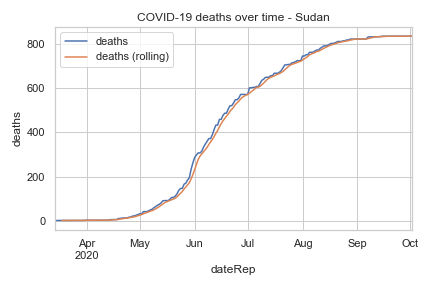 COVID-19 deaths over time - Sudan
deaths
deaths (rolling)
800
600
400
200
0
deaths
Apr
2020
May
Jun
Jul
Aug
Sep
Oct
dateRep